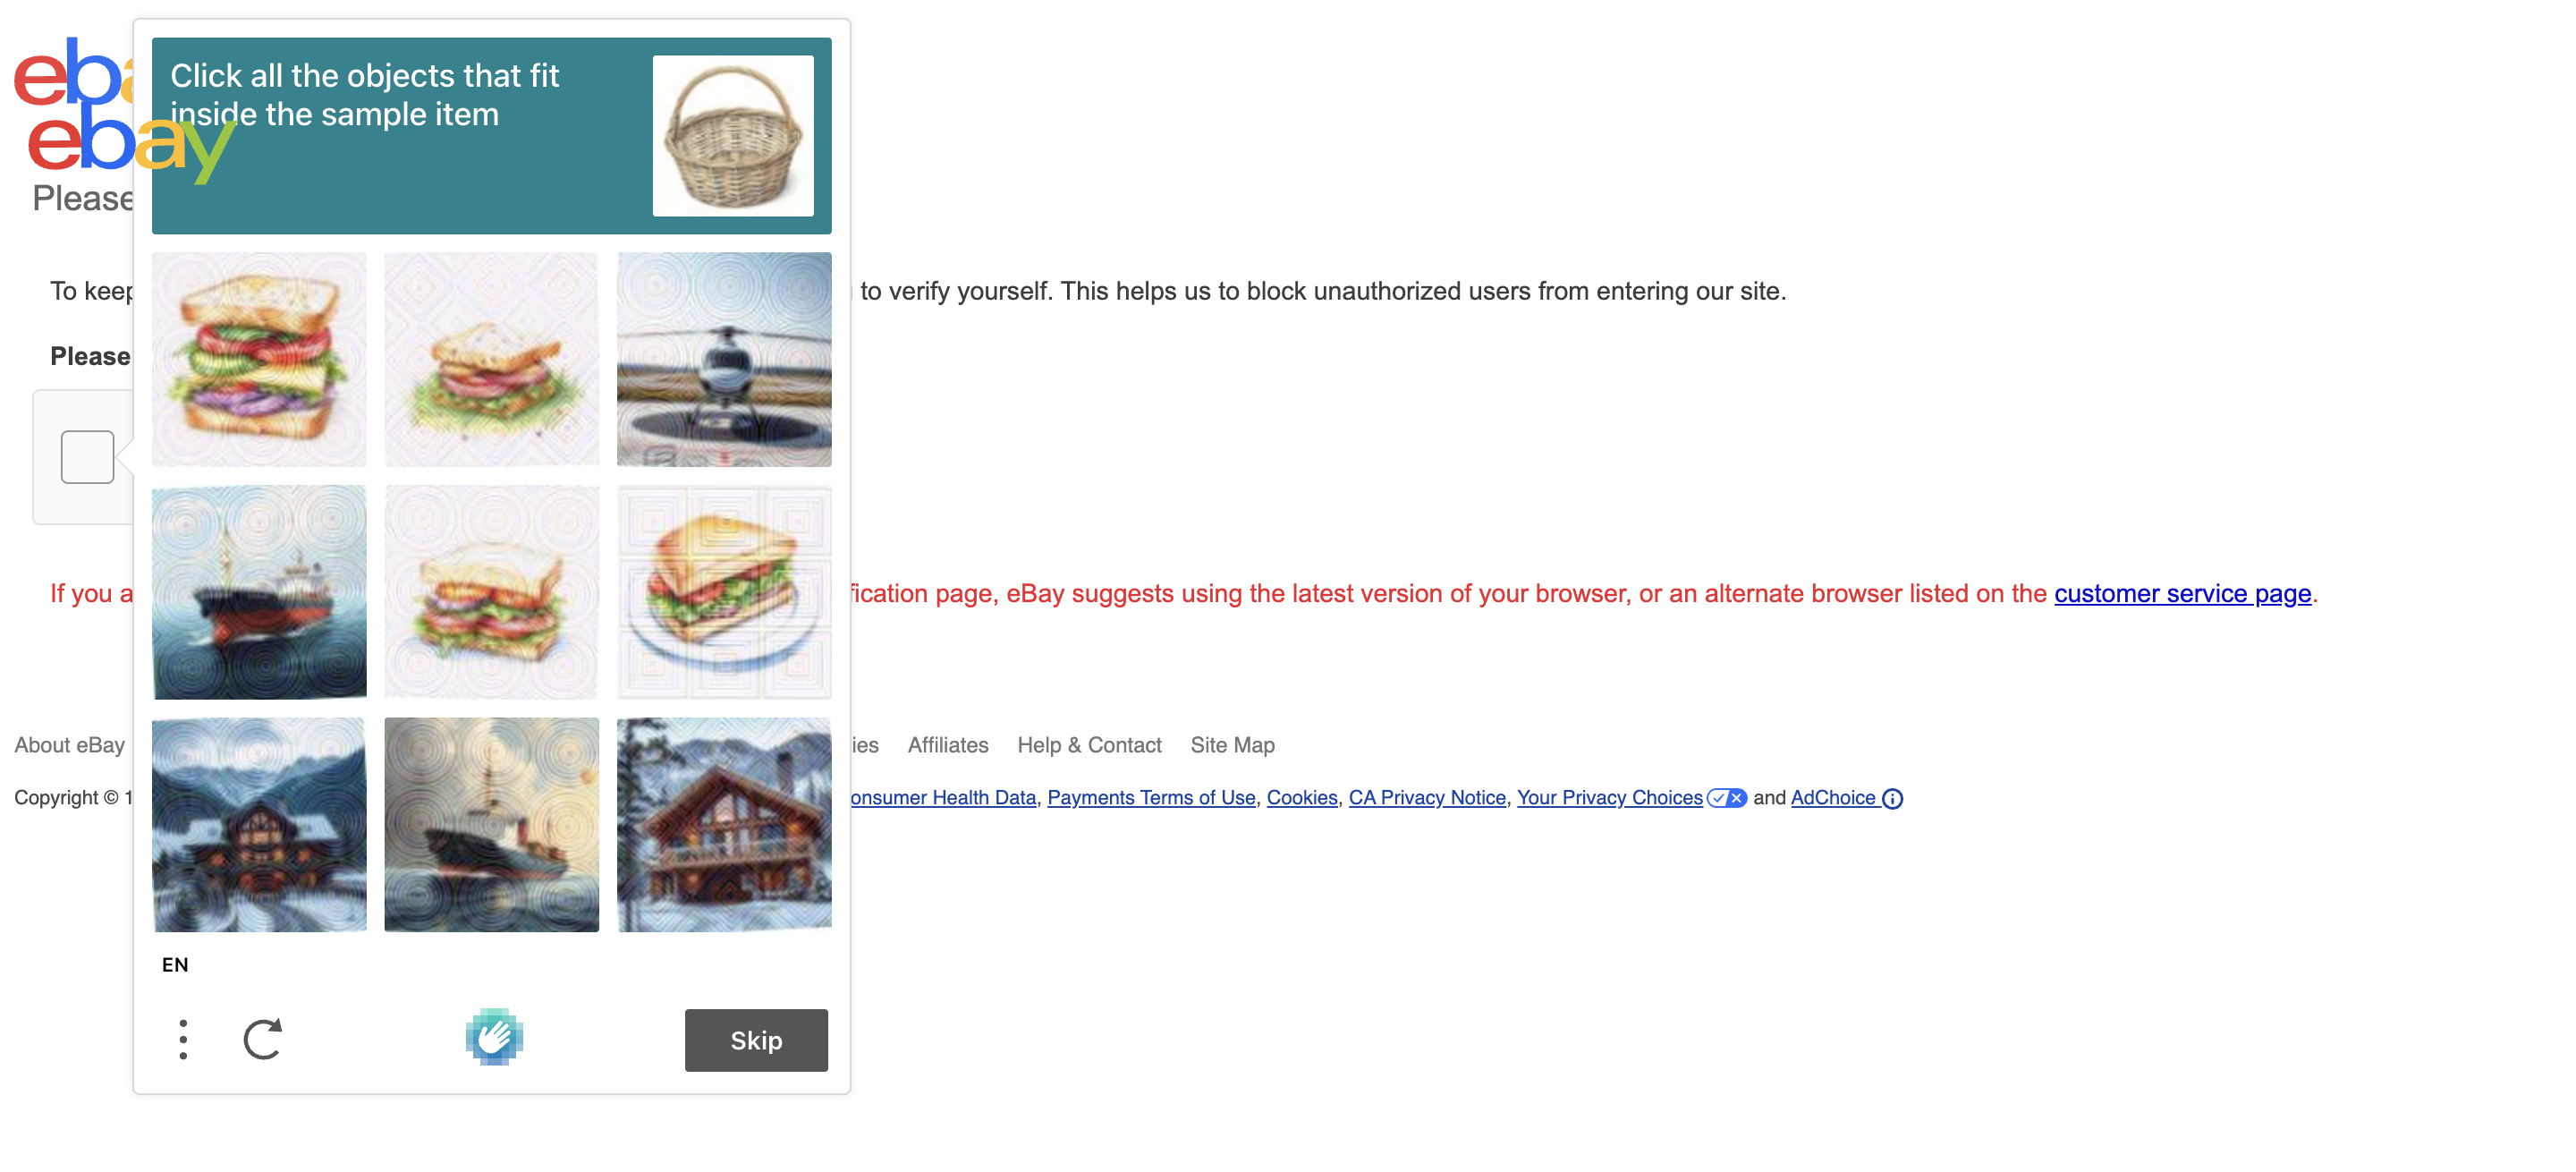 eba
ebay
Please
Click all the objects that fit
inside the sample item
To keep
to verify yourself. This helps us to block unauthorized users from entering our site.
Please
If you a
fication page, eBay suggests using the latest version of your browser, or an alternate browser listed on the customer service page.
About eBay
ies Affiliates Help & Contact Site Map
Copyright © 1
onsumer Health Data, Payments Terms of Use, Cookies, CA Privacy Notice, Your Privacy Choices and AdChoice
EN
Skip